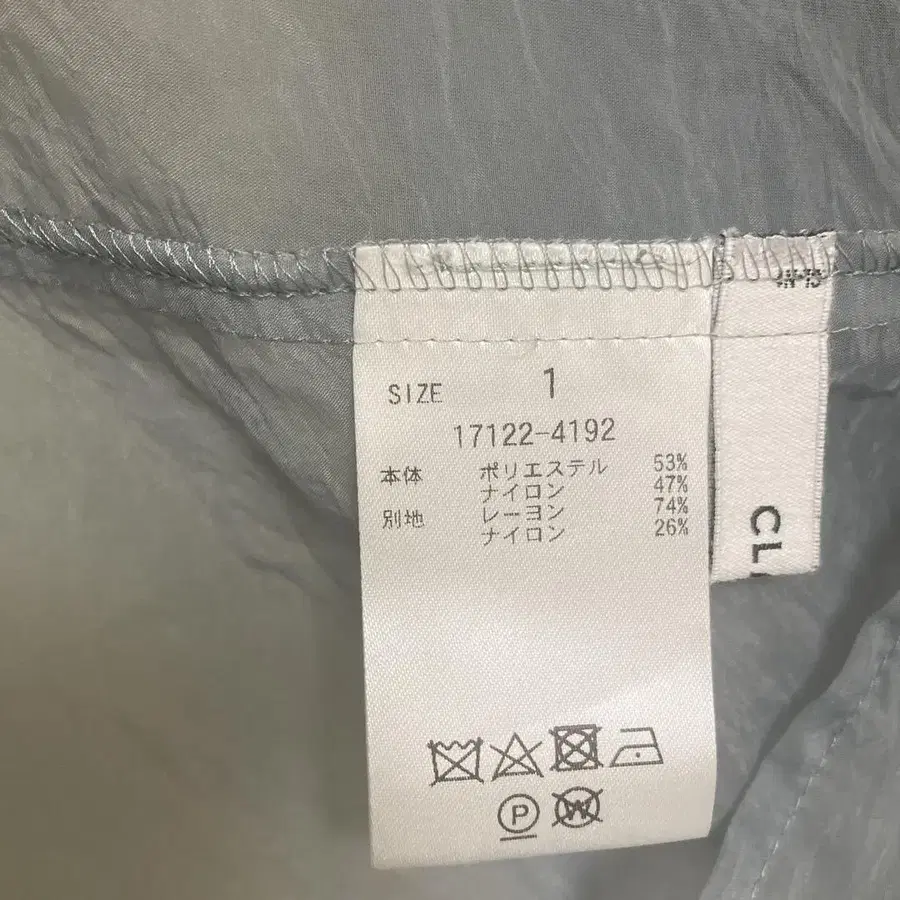 SIZE 1
17122-4192
本体 ポリエステル 53%
ナイロン 47%
別地 レーヨン 74%
ナイロン 26%
P
W